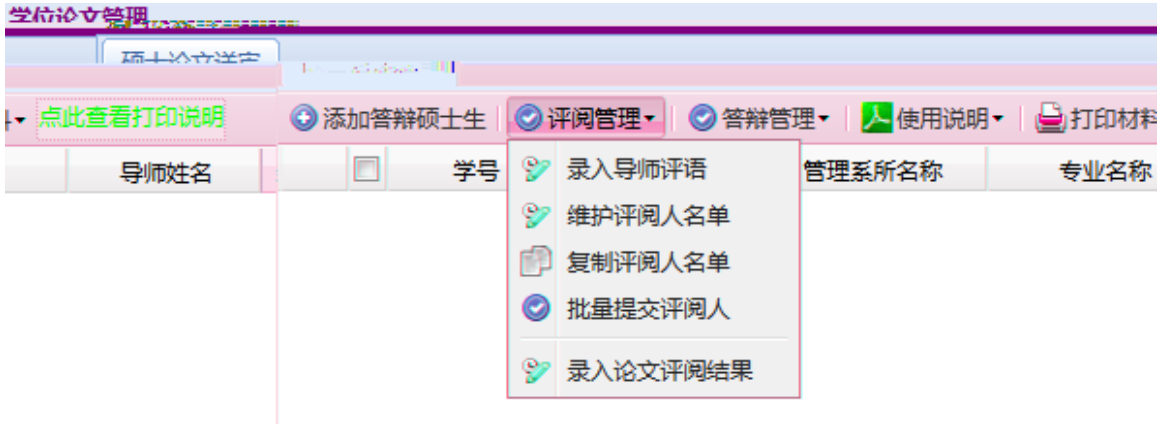 学位论文管理
硕士论文送审
点此查看打印说明 添加答辩硕士生 评阅管理 答辩管理 使用说明 打印材料
导师姓名 学号 管理系所名称 专业名称
录入导师评语
维护评阅人名单
复制评阅人名单
批量提交评阅人
录入论文评阅结果